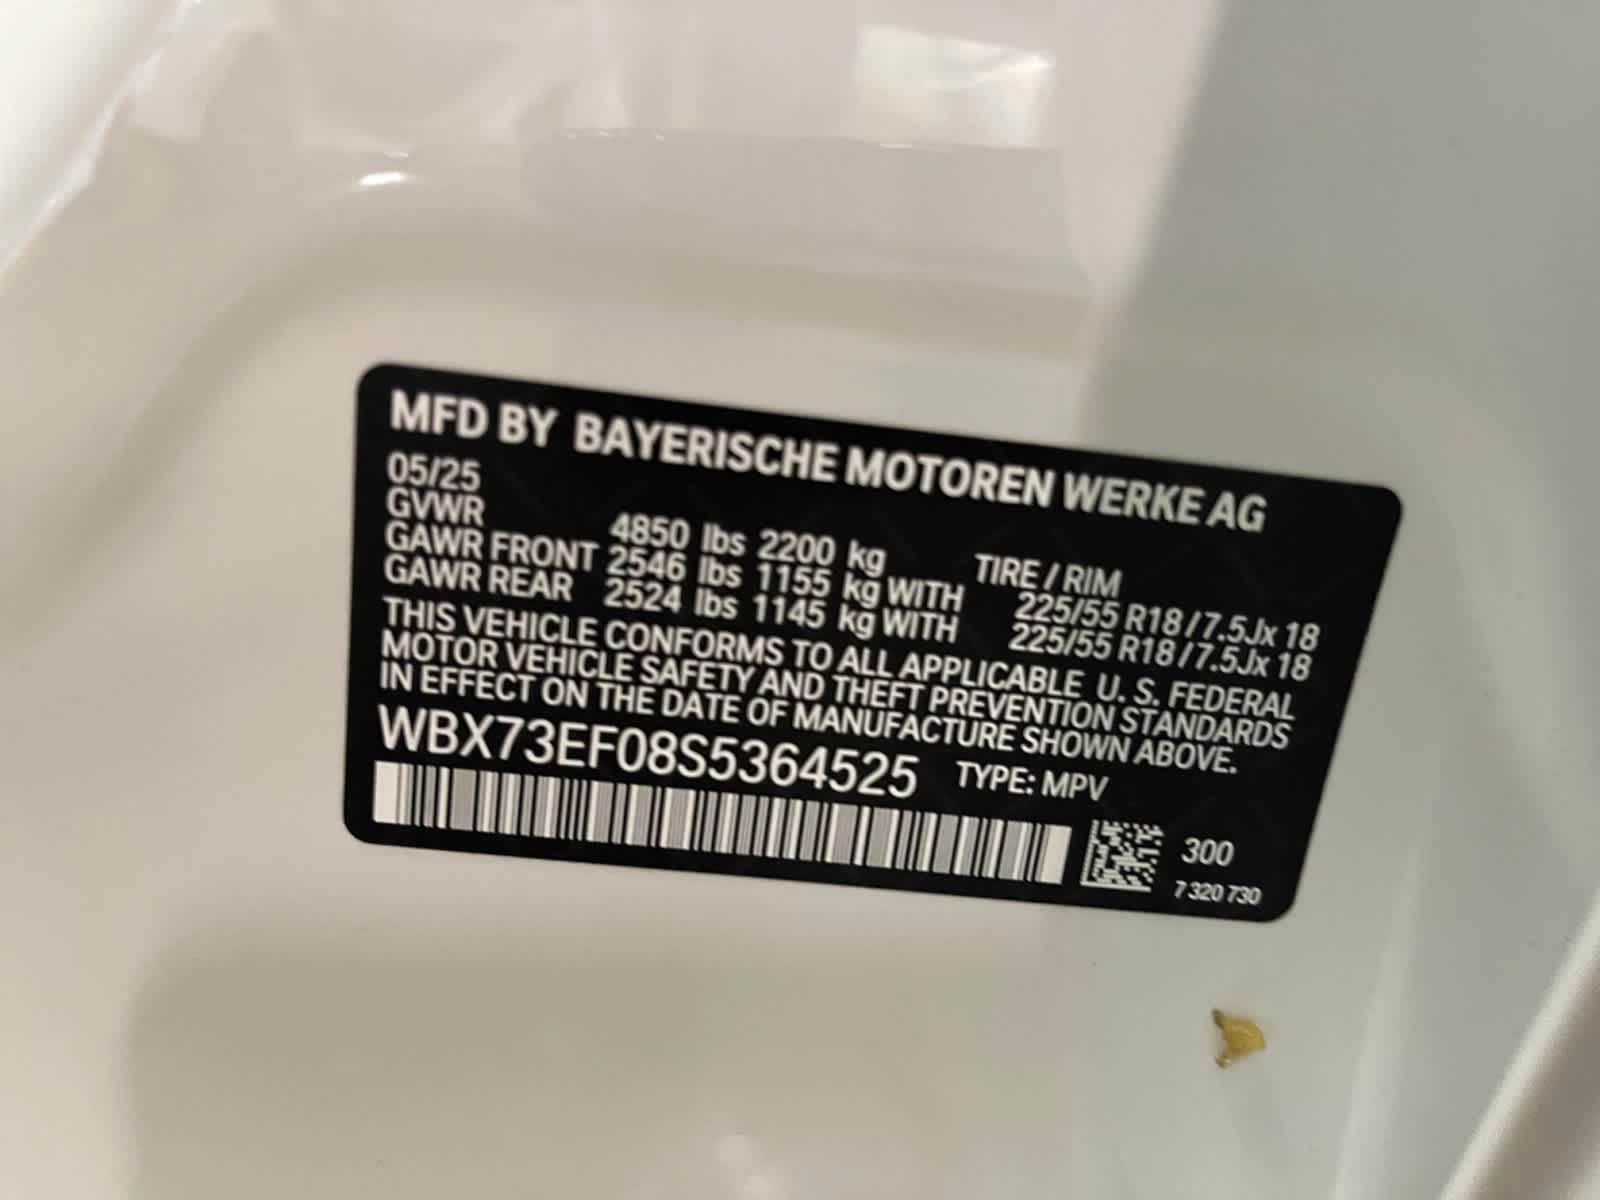 MFD BY BAYERISCHE MOTOREN WERKE AG
05/25
GVWR 4850 lbs 2200 kg TIRE / RIM
GAWR FRONT 2546 lbs 1155 kg WITH 225/55 R18 / 7.5Jx 18
GAWR REAR 2524 lbs 1145 kg WITH 225/55 R18 / 7.5Jx 18
THIS VEHICLE CONFORMS TO ALL APPLICABLE U. S. FEDERAL
MOTOR VEHICLE SAFETY AND THEFT PREVENTION STANDARDS
IN EFFECT ON THE DATE OF MANUFACTURE SHOWN ABOVE.
WBX73EF08S5364525 TYPE: MPV
300
7 320 730